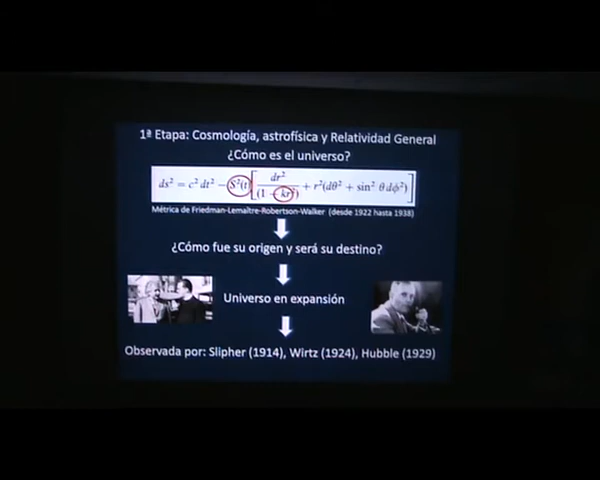 1ª Etapa: Cosmología, astrofísica y Relatividad General
¿Cómo es el universo?
ds² = c² dt² − S²(t) [ dr² / (1 − kr²) + r²(dθ² + sin² θ dϕ²) ]
Métrica de Friedman-Lemaître-Robertson-Walker (desde 1922 hasta 1938)
¿Cómo fue su origen y será su destino?
Universo en expansión
Observada por: Slipher (1914), Wirtz (1924), Hubble (1929)